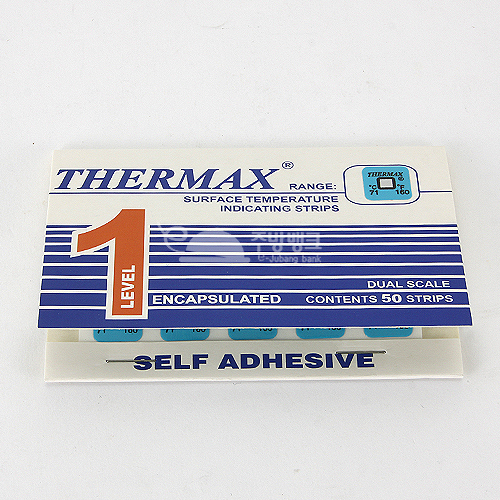 THERMAX®
RANGE:
THERMAX®
°C °F
71 160
SURFACE TEMPERATURE
INDICATING STRIPS
1
LEVEL
주방뱅크
e-Jubang bank
ENCAPSULATED
DUAL SCALE
CONTENTS 50 STRIPS
SELF ADHESIVE